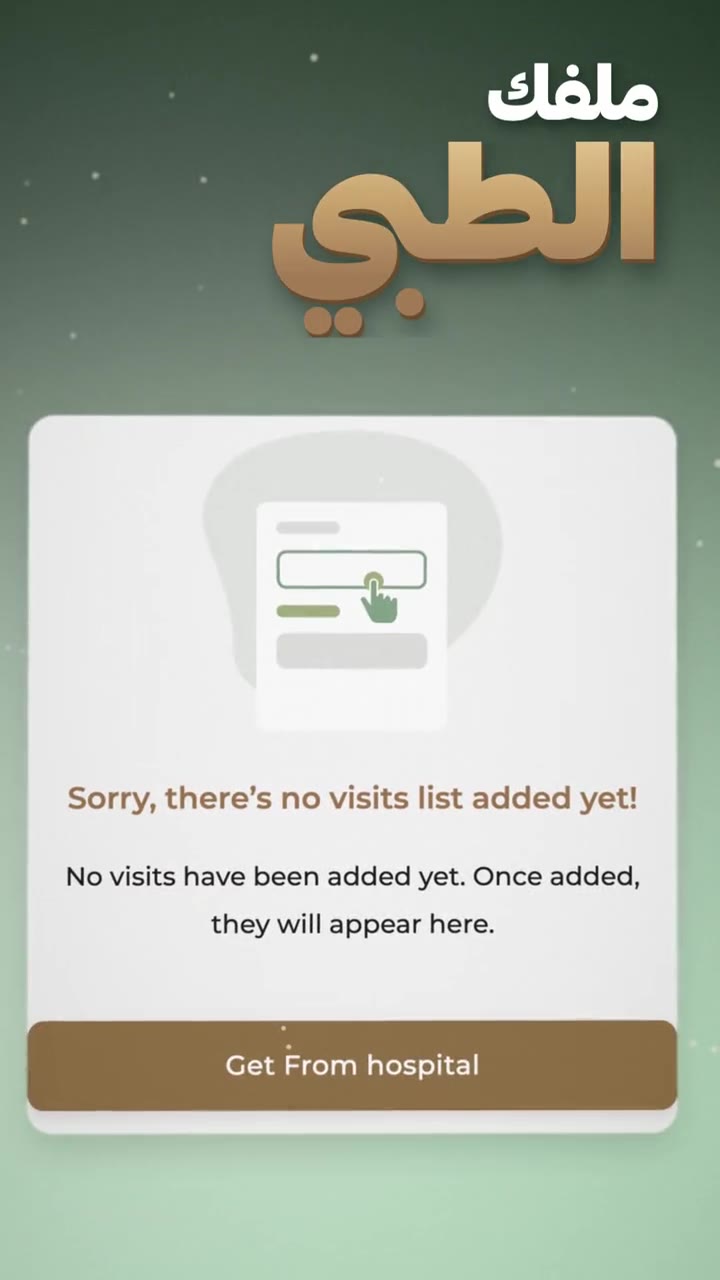 ملفك
الطبي
Sorry, there’s no visits list added yet!
No visits have been added yet. Once added,
they will appear here.
Get From hospital